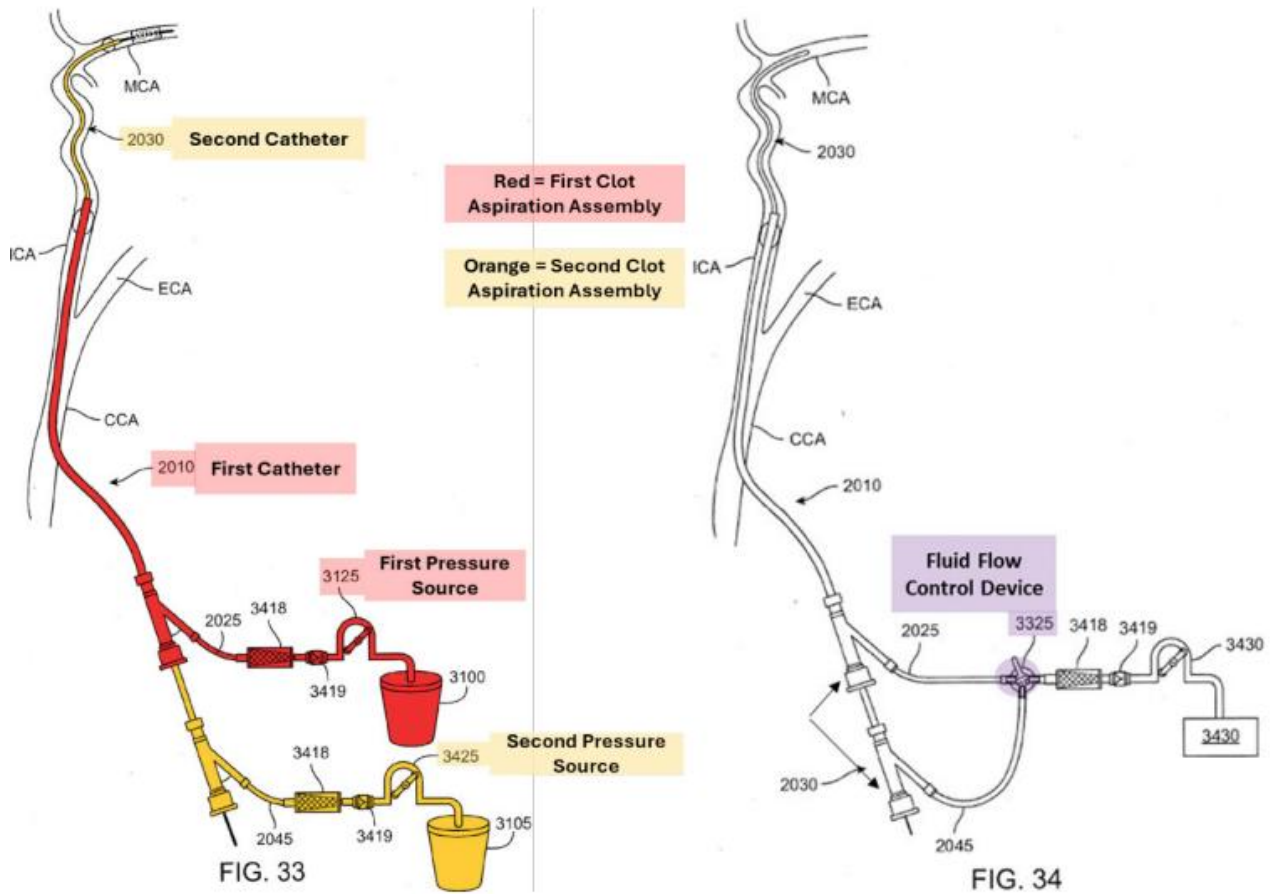 MCA
2030 Second Catheter
ICA
ECA
CCA
2010 First Catheter
First Pressure
Source
3125
3418
2025
3419
3100
Second Pressure
Source
3425
3418
3419
2045
3105
FIG. 33
Red = First Clot
Aspiration Assembly
Orange = Second Clot
Aspiration Assembly
MCA
2030
ICA
ECA
CCA
2010
Fluid Flow
Control Device
3325
3418
3419
3430
2025
3430
2030
2045
FIG. 34